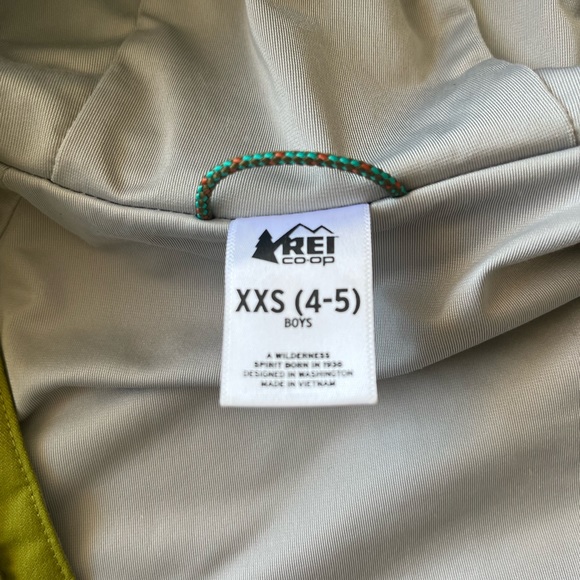 REI
CO·OP
XXS (4-5)
BOYS
A WILDERNESS
SPIRIT BORN IN 1938
DESIGNED IN WASHINGTON
MADE IN VIETNAM